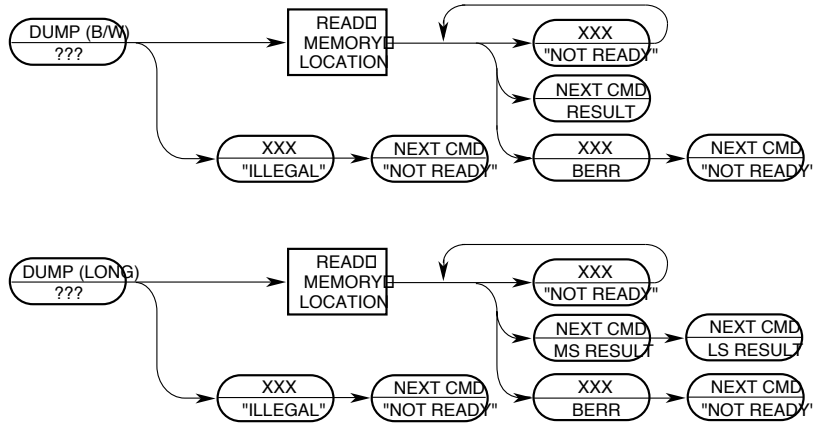 DUMP (B/W)
???
READ
MEMORY
LOCATION
XXX
"NOT READY"
NEXT CMD
RESULT
XXX
"ILLEGAL"
NEXT CMD
"NOT READY"
XXX
BERR
NEXT CMD
"NOT READY"
DUMP (LONG)
???
READ
MEMORY
LOCATION
XXX
"NOT READY"
NEXT CMD
MS RESULT
NEXT CMD
LS RESULT
XXX
"ILLEGAL"
NEXT CMD
"NOT READY"
XXX
BERR
NEXT CMD
"NOT READY"